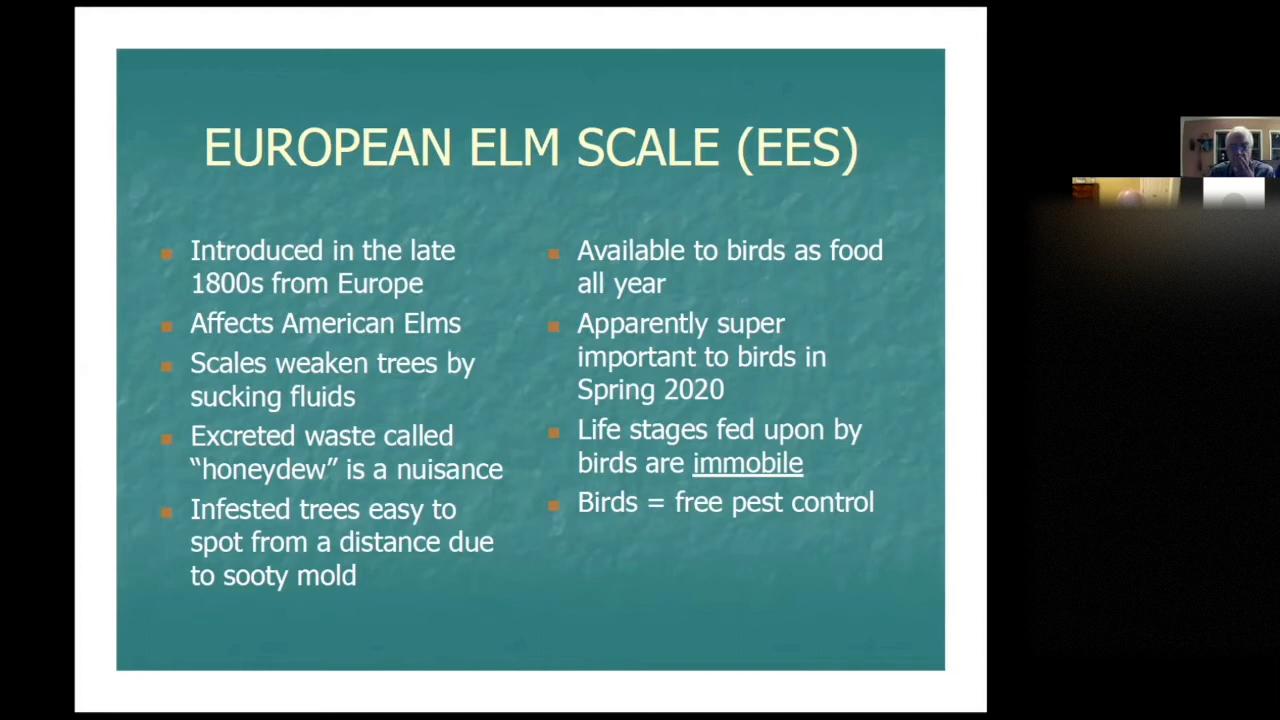 EUROPEAN ELM SCALE (EES)
Introduced in the late
1800s from Europe
Affects American Elms
Scales weaken trees by
sucking fluids
Excreted waste called
“honeydew” is a nuisance
Infested trees easy to
spot from a distance due
to sooty mold
Available to birds as food
all year
Apparently super
important to birds in
Spring 2020
Life stages fed upon by
birds are immobile
Birds = free pest control